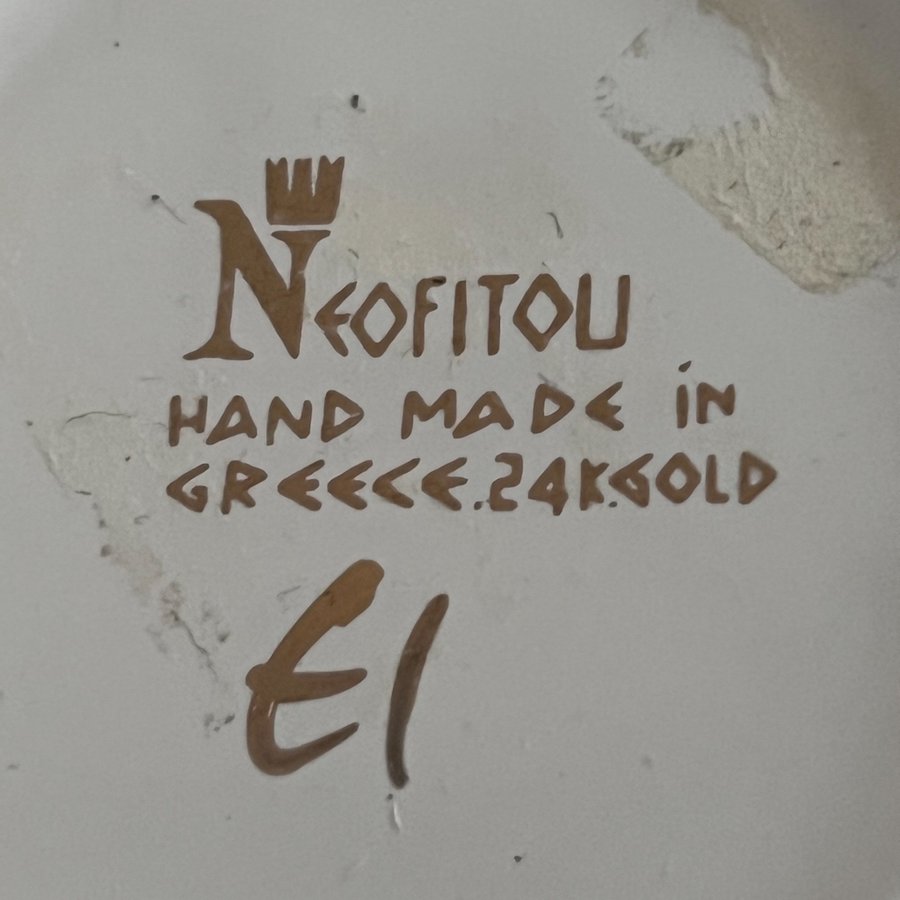 NEOFITOU
HAND MADE iN
GREECE.24K.GOLD
E1